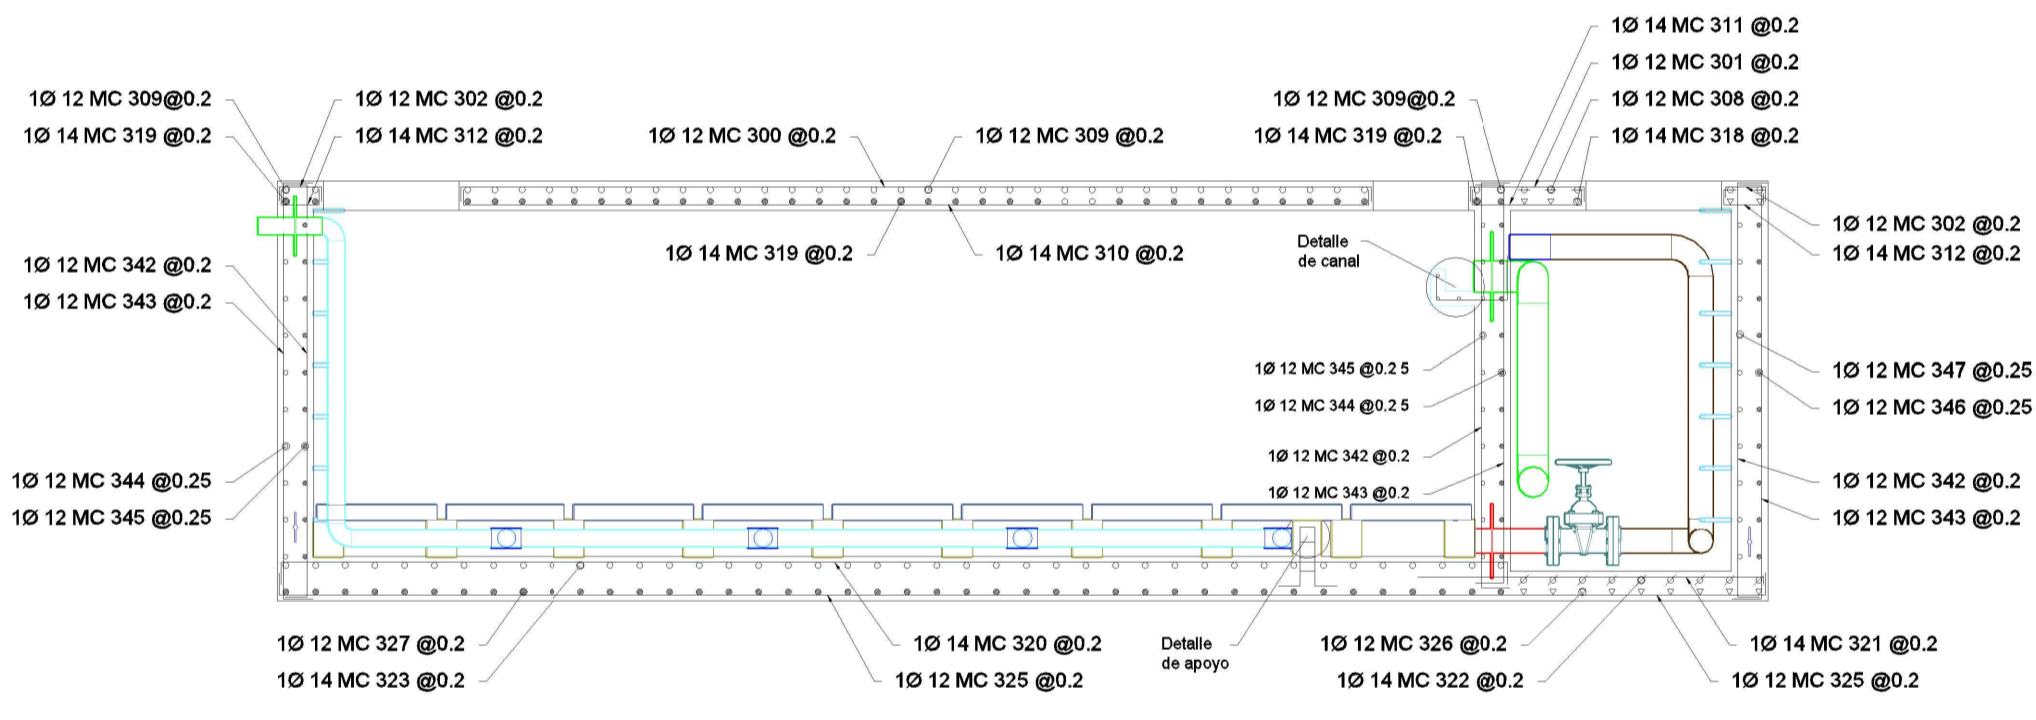 1Ø 14 MC 311 @0.2
1Ø 12 MC 301 @0.2
1Ø 12 MC 309@0.2
1Ø 12 MC 302 @0.2
1Ø 12 MC 309@0.2
1Ø 12 MC 308 @0.2
1Ø 14 MC 319 @0.2
1Ø 14 MC 312 @0.2
1Ø 12 MC 300 @0.2
1Ø 12 MC 309 @0.2
1Ø 14 MC 319 @0.2
1Ø 14 MC 318 @0.2
1Ø 12 MC 302 @0.2
1Ø 14 MC 319 @0.2
1Ø 14 MC 310 @0.2
Detalle
de canal
1Ø 14 MC 312 @0.2
1Ø 12 MC 342 @0.2
1Ø 12 MC 343 @0.2
1Ø 12 MC 345 @0.2 5
1Ø 12 MC 347 @0.25
1Ø 12 MC 344 @0.2 5
1Ø 12 MC 346 @0.25
1Ø 12 MC 342 @0.2
1Ø 12 MC 344 @0.25
1Ø 12 MC 343 @0.2
1Ø 12 MC 342 @0.2
1Ø 12 MC 345 @0.25
1Ø 12 MC 343 @0.2
1Ø 12 MC 327 @0.2
1Ø 14 MC 320 @0.2
Detalle
de apoyo
1Ø 12 MC 326 @0.2
1Ø 14 MC 321 @0.2
1Ø 14 MC 323 @0.2
1Ø 12 MC 325 @0.2
1Ø 14 MC 322 @0.2
1Ø 12 MC 325 @0.2